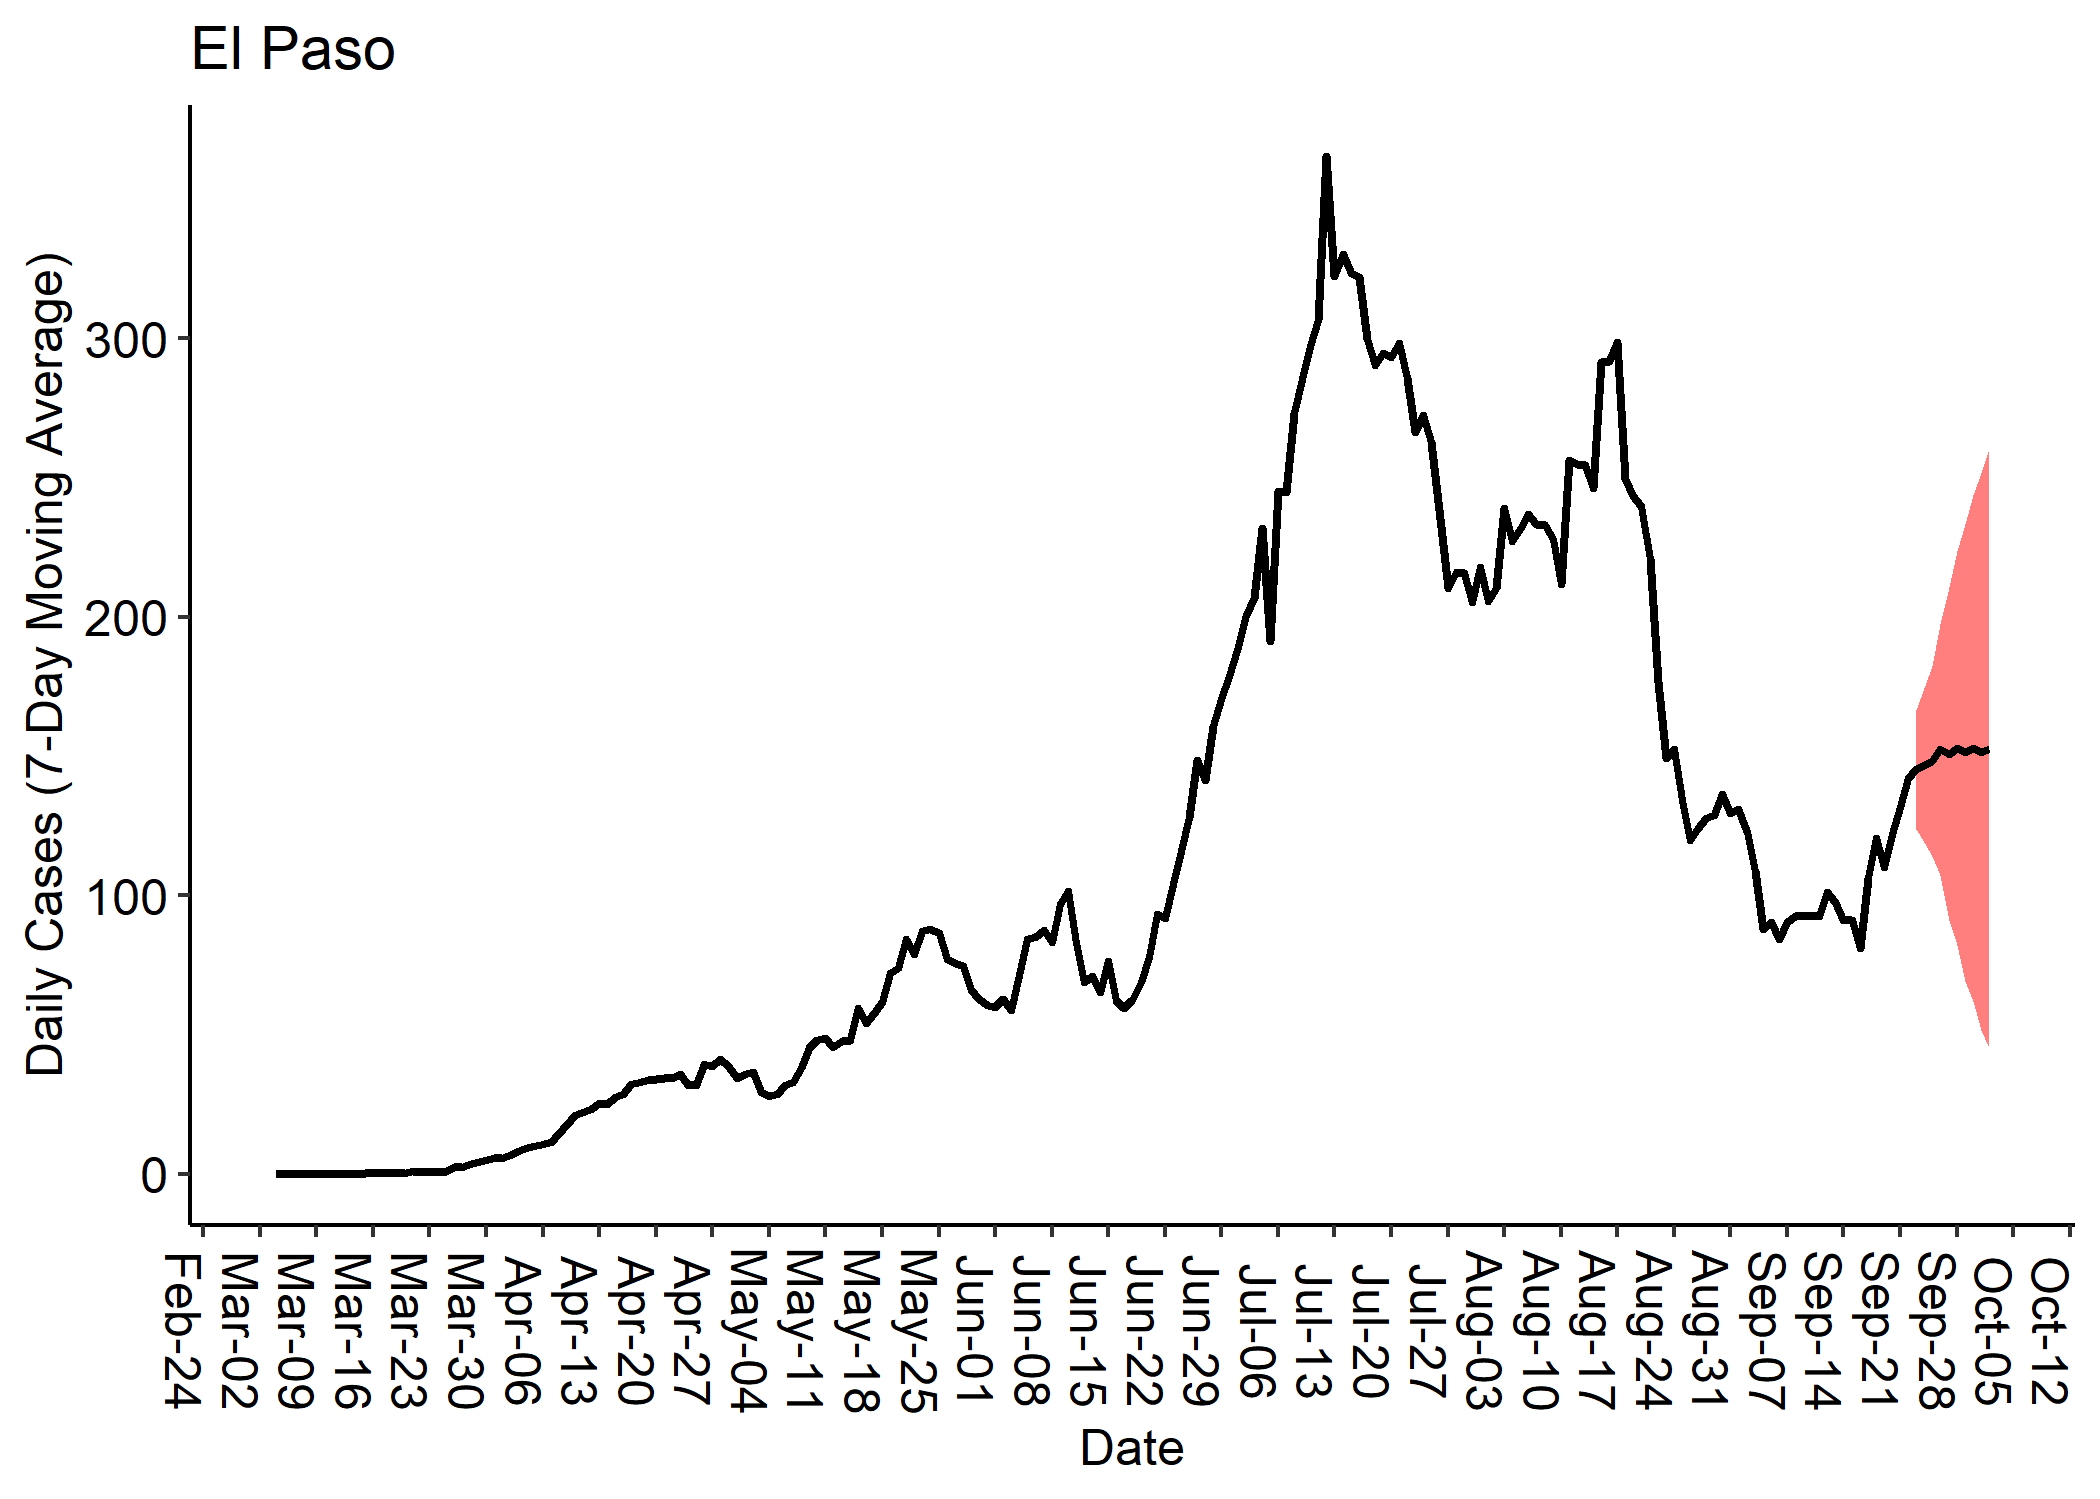 El Paso
Daily Cases (7-Day Moving Average)
300
200
100
0
Feb-24
Mar-02
Mar-09
Mar-16
Mar-23
Mar-30
Apr-06
Apr-13
Apr-20
Apr-27
May-04
May-11
May-18
May-25
Jun-01
Jun-08
Jun-15
Jun-22
Jun-29
Jul-06
Jul-13
Jul-20
Jul-27
Aug-03
Aug-10
Aug-17
Aug-24
Aug-31
Sep-07
Sep-14
Sep-21
Sep-28
Oct-05
Oct-12
Date